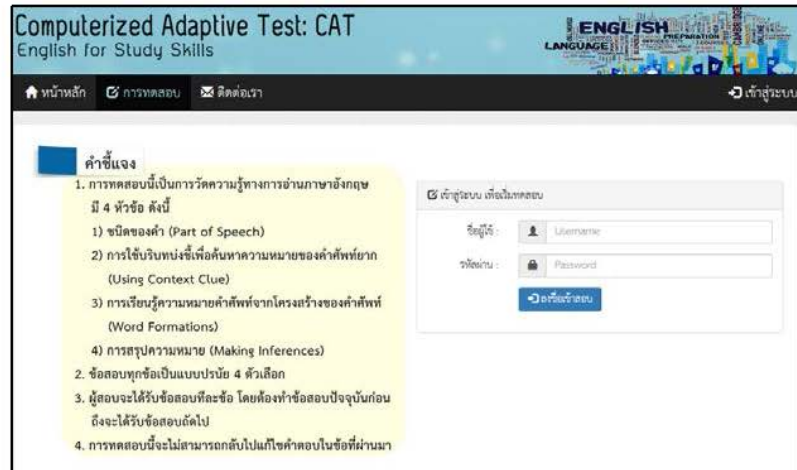 Computerized Adaptive Test: CAT
English for Study Skills
ENGLISH
LANGUAGE
PREPARATION
CAMBRIDGE
ONLINE
หน้าหลัก การทดสอบ ติดต่อเรา เข้าสู่ระบบ
คำชี้แจง
1. การทดสอบนี้เป็นการวัดความรู้ทางการอ่านภาษาอังกฤษ
มี 4 หัวข้อ ดังนี้
1) ชนิดของคำ (Part of Speech)
2) การใช้บริบทบ่งชี้เพื่อค้นหาความหมายของคำศัพท์ยาก
(Using Context Clue)
3) การเรียนรู้ความหมายคำศัพท์จากโครงสร้างของคำศัพท์
(Word Formations)
4) การสรุปความหมาย (Making Inferences)
2. ข้อสอบทุกข้อเป็นแบบปรนัย 4 ตัวเลือก
3. ผู้สอบจะได้รับข้อสอบทีละข้อ โดยต้องทำข้อสอบปัจจุบันก่อน
ถึงจะได้รับข้อสอบถัดไป
4. การทดสอบนี้จะไม่สามารถกลับไปแก้ไขคำตอบในข้อที่ผ่านมา
เข้าสู่ระบบ เพื่อเริ่มทดสอบ
ชื่อผู้ใช้ : Username
รหัสผ่าน : Password
ลงชื่อเข้าสอบ